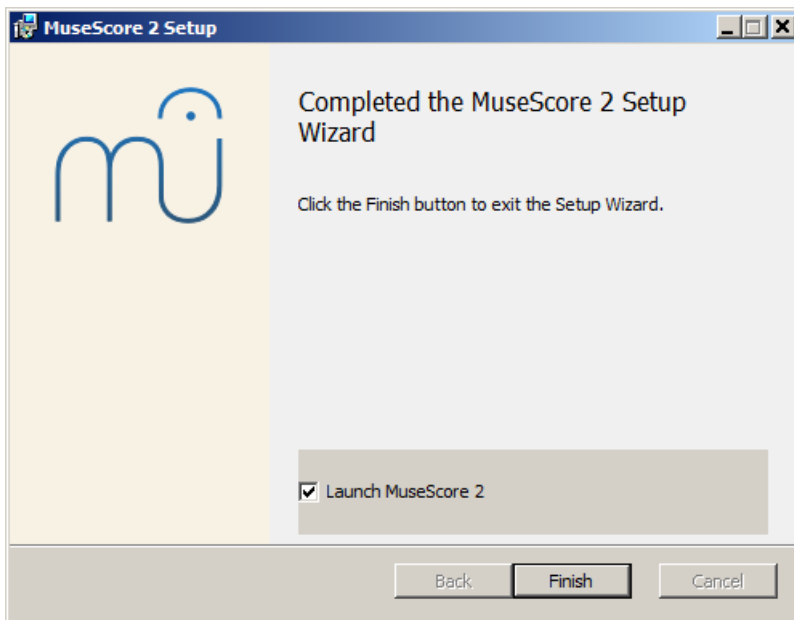 MuseScore 2 Setup
Completed the MuseScore 2 Setup
Wizard
Click the Finish button to exit the Setup Wizard.
Launch MuseScore 2
Back Finish Cancel